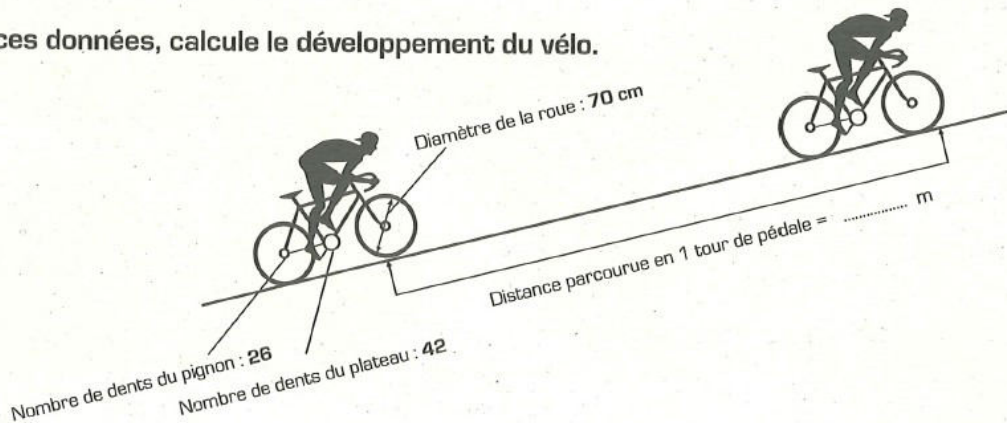 ces données, calcule le développement du vélo.
Diamètre de la roue : 70 cm
Distance parcourue en 1 tour de pédale = ................ m
Nombre de dents du pignon : 26
Nombre de dents du plateau : 42